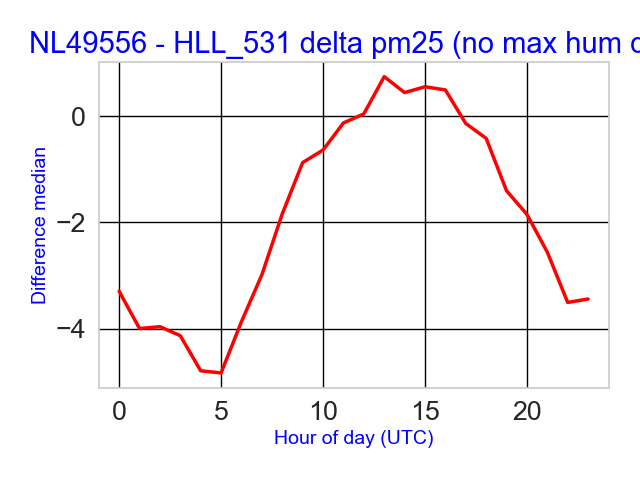 NL49556 - HLL_531 delta pm25 (no max hum
Difference median
0
−2
−4
0 5 10 15 20
Hour of day (UTC)